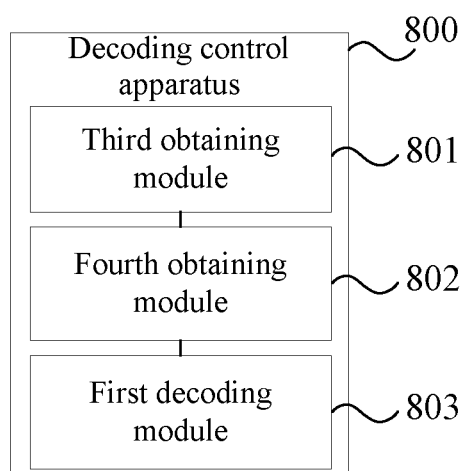 Decoding control
apparatus
800
Third obtaining
module
801
Fourth obtaining
module
802
First decoding
module
803